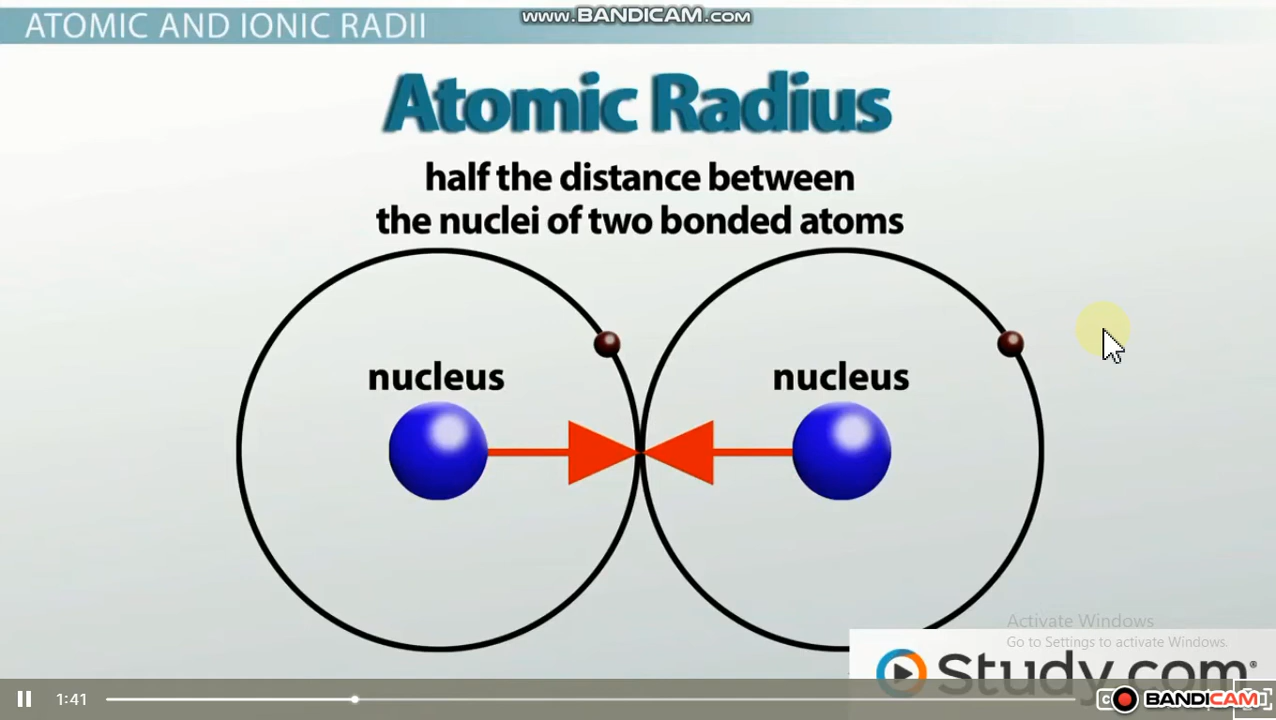 www.BANDICAM.com
ATOMIC AND IONIC RADII
Atomic Radius
half the distance between
the nuclei of two bonded atoms
nucleus
nucleus
Activate Windows
Go to Settings to activate Windows.
Study.com®
1:41
BANDICAM